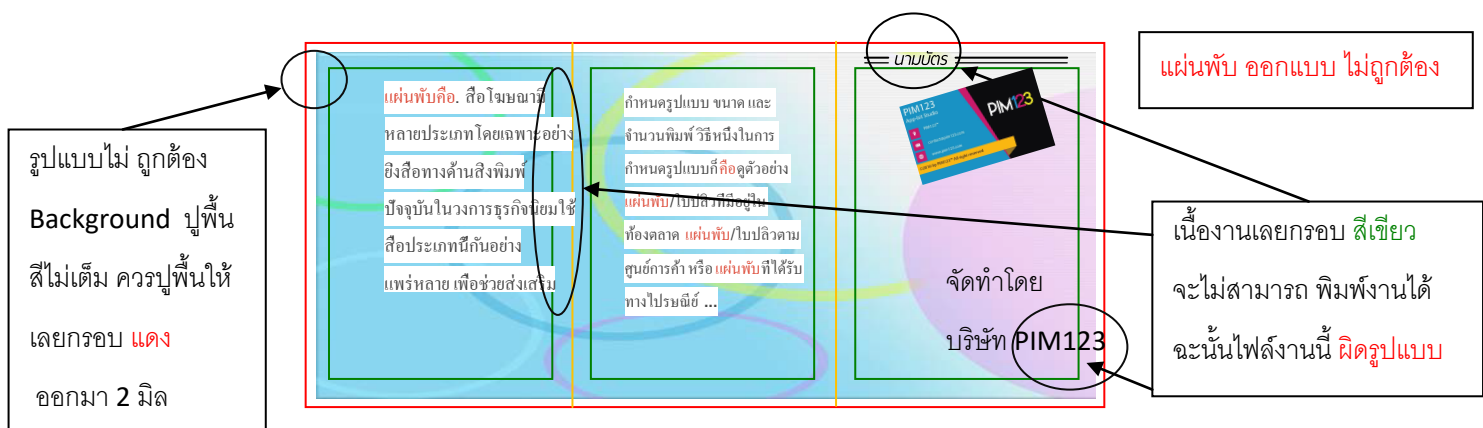 แผ่นพับ ออกแบบ ไม่ถูกต้อง
รูปแบบไม่ ถูกต้อง
Background ปูพื้น
สีไม่เต็ม ควรปูพื้นให้
เลยกรอบ แดง
ออกมา 2 มิล
แผ่นพับคือ. สื่อโฆษณามี
หลายประเภทโดยเฉพาะอย่าง
ยิ่งสื่อทางด้านสิ่งพิมพ์
ปัจจุบันในวงการธุรกิจนิยมใช้
สื่อประเภทนี้กันอย่าง
แพร่หลาย เพื่อช่วยส่งเสริม
กำหนดรูปแบบ ขนาด และ
จำนวนพิมพ์ วิธีหนึ่งในการ
กำหนดรูปแบบก็คือดูตัวอย่าง
แผ่นพับ/ใบปลิวที่มีอยู่ใน
ท้องตลาด แผ่นพับ/ใบปลิวตาม
ศูนย์การค้า หรือ แผ่นพับ ที่ได้รับ
ทางไปรษณีย์ ...
นามบัตร
PIM123
PIM123
จัดทำโดย
บริษัท PIM123
เนื้องานเลยกรอบ สีเขียว
จะไม่สามารถ พิมพ์งานได้
ฉะนั้นไฟล์งานนี้ ผิดรูปแบบ